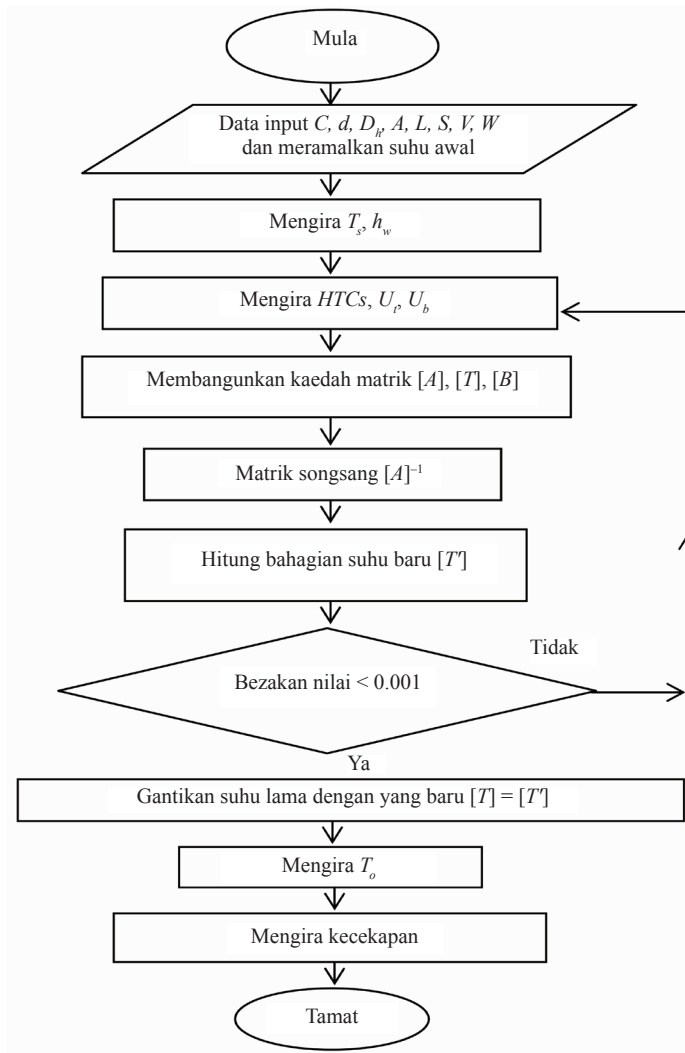 Mula
Data input C, d, Dₕ, A, L, S, V, W
dan meramalkan suhu awal
Mengira Tₛ, h_w
Mengira HTCs, Uₜ, U_b
Membangunkan kaedah matrik [A], [T], [B]
Matrik songsang [A]⁻¹
Hitung bahagian suhu baru [T']
Tidak
Bezakan nilai < 0.001
Ya
Gantikan suhu lama dengan yang baru [T] = [T']
Mengira Tₒ
Mengira kecekapan
Tamat